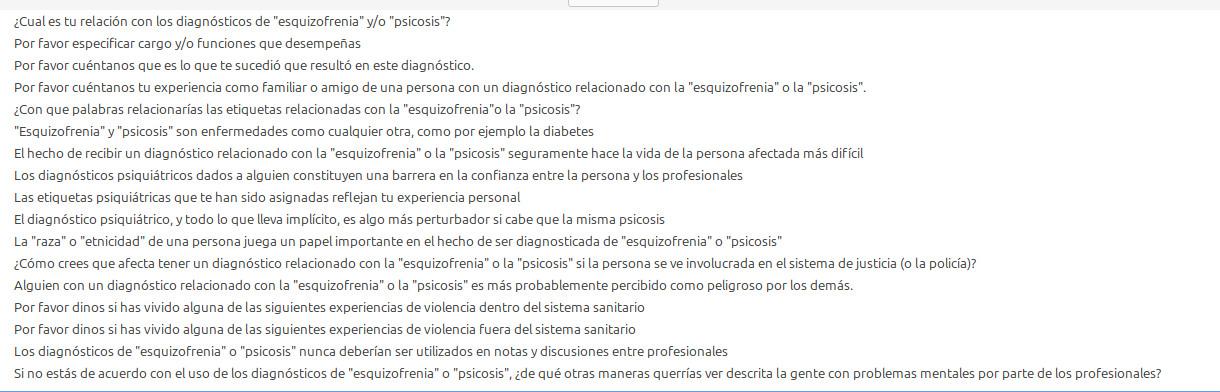 ¿Cual es tu relación con los diagnósticos de "esquizofrenia" y/o "psicosis"?
Por favor especificar cargo y/o funciones que desempeñas
Por favor cuéntanos que es lo que te sucedió que resultó en este diagnóstico.
Por favor cuéntanos tu experiencia como familiar o amigo de una persona con un diagnóstico relacionado con la "esquizofrenia" o la "psicosis".
¿Con que palabras relacionarías las etiquetas relacionadas con la "esquizofrenia"o la "psicosis"?
"Esquizofrenia" y "psicosis" son enfermedades como cualquier otra, como por ejemplo la diabetes
El hecho de recibir un diagnóstico relacionado con la "esquizofrenia" o la "psicosis" seguramente hace la vida de la persona afectada más difícil
Los diagnósticos psiquiátricos dados a alguien constituyen una barrera en la confianza entre la persona y los profesionales
Las etiquetas psiquiátricas que te han sido asignadas reflejan tu experiencia personal
El diagnóstico psiquiátrico, y todo lo que lleva implícito, es algo más perturbador si cabe que la misma psicosis
La "raza" o "etnicidad" de una persona juega un papel importante en el hecho de ser diagnosticada de "esquizofrenia" o "psicosis"
¿Cómo crees que afecta tener un diagnóstico relacionado con la "esquizofrenia" o la "psicosis" si la persona se ve involucrada en el sistema de justicia (o la policía)?
Alguien con un diagnóstico relacionado con la "esquizofrenia" o la "psicosis" es más probablemente percibido como peligroso por los demás.
Por favor dinos si has vivido alguna de las siguientes experiencias de violencia dentro del sistema sanitario
Por favor dinos si has vivido alguna de las siguientes experiencias de violencia fuera del sistema sanitario
Los diagnósticos de "esquizofrenia" o "psicosis" nunca deberían ser utilizados en notas y discusiones entre profesionales
Si no estás de acuerdo con el uso de los diagnósticos de "esquizofrenia" o "psicosis", ¿de qué otras maneras querrías ver descrita la gente con problemas mentales por parte de los profesionales?